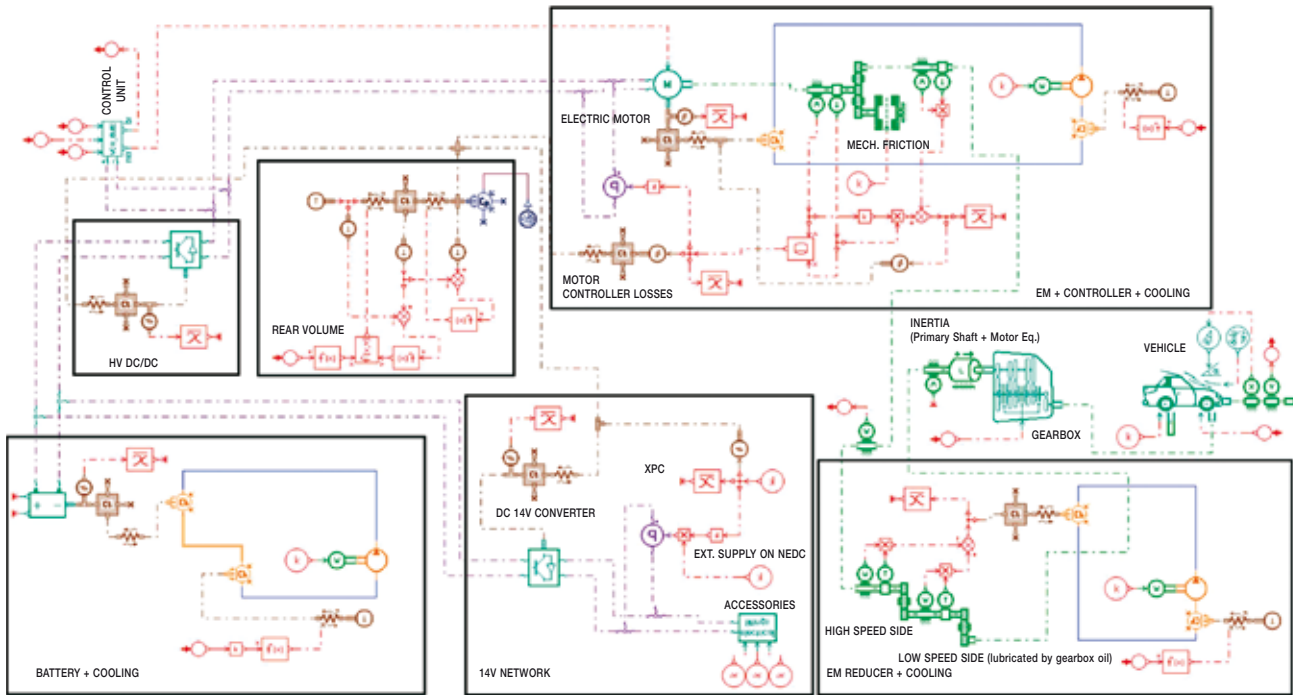 CONTROL
UNIT
ELECTRIC MOTOR
M
MECH. FRICTION
MOTOR
CONTROLLER LOSSES
EM + CONTROLLER + COOLING
REAR VOLUME
HV DC/DC
INERTIA
(Primary Shaft + Motor Eq.)
VEHICLE
GEARBOX
XPC
DC 14V CONVERTER
EXT. SUPPLY ON NEDC
ACCESSORIES
14V NETWORK
BATTERY + COOLING
HIGH SPEED SIDE
LOW SPEED SIDE (lubricated by gearbox oil)
EM REDUCER + COOLING